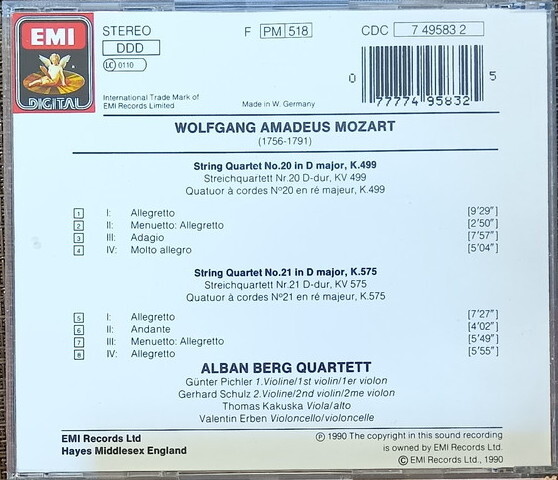 EMI
DIGITAL
STEREO
DDD
LC 0110
F PM 518
CDC 7 49583 2
0 77774 95832 5
International Trade Mark of
EMI Records Limited
Made in W. Germany
WOLFGANG AMADEUS MOZART
(1756-1791)
String Quartet No.20 in D major, K.499
Streichquartett Nr.20 D-dur, KV 499
Quatuor à cordes Nº20 en ré majeur, K.499
1 I: Allegretto [9'29"]
2 II: Menuetto: Allegretto [2'50"]
3 III: Adagio [7'57"]
4 IV: Molto allegro [5'04"]
String Quartet No.21 in D major, K.575
Streichquartett Nr.21 D-dur, KV 575
Quatuor à cordes Nº21 en ré majeur, K.575
5 I: Allegretto [7'27"]
6 II: Andante [4'02"]
7 III: Menuetto: Allegretto [5'49"]
8 IV: Allegretto [5'55"]
ALBAN BERG QUARTETT
Günter Pichler 1.Violine/1st violin/1er violon
Gerhard Schulz 2.Violine/2nd violin/2me violon
Thomas Kakuska Viola/alto
Valentin Erben Violoncello/violoncelle
EMI Records Ltd
Hayes Middlesex England
Ⓟ 1990 The copyright in this sound recording
is owned by EMI Records Ltd.
© EMI Records Ltd., 1990